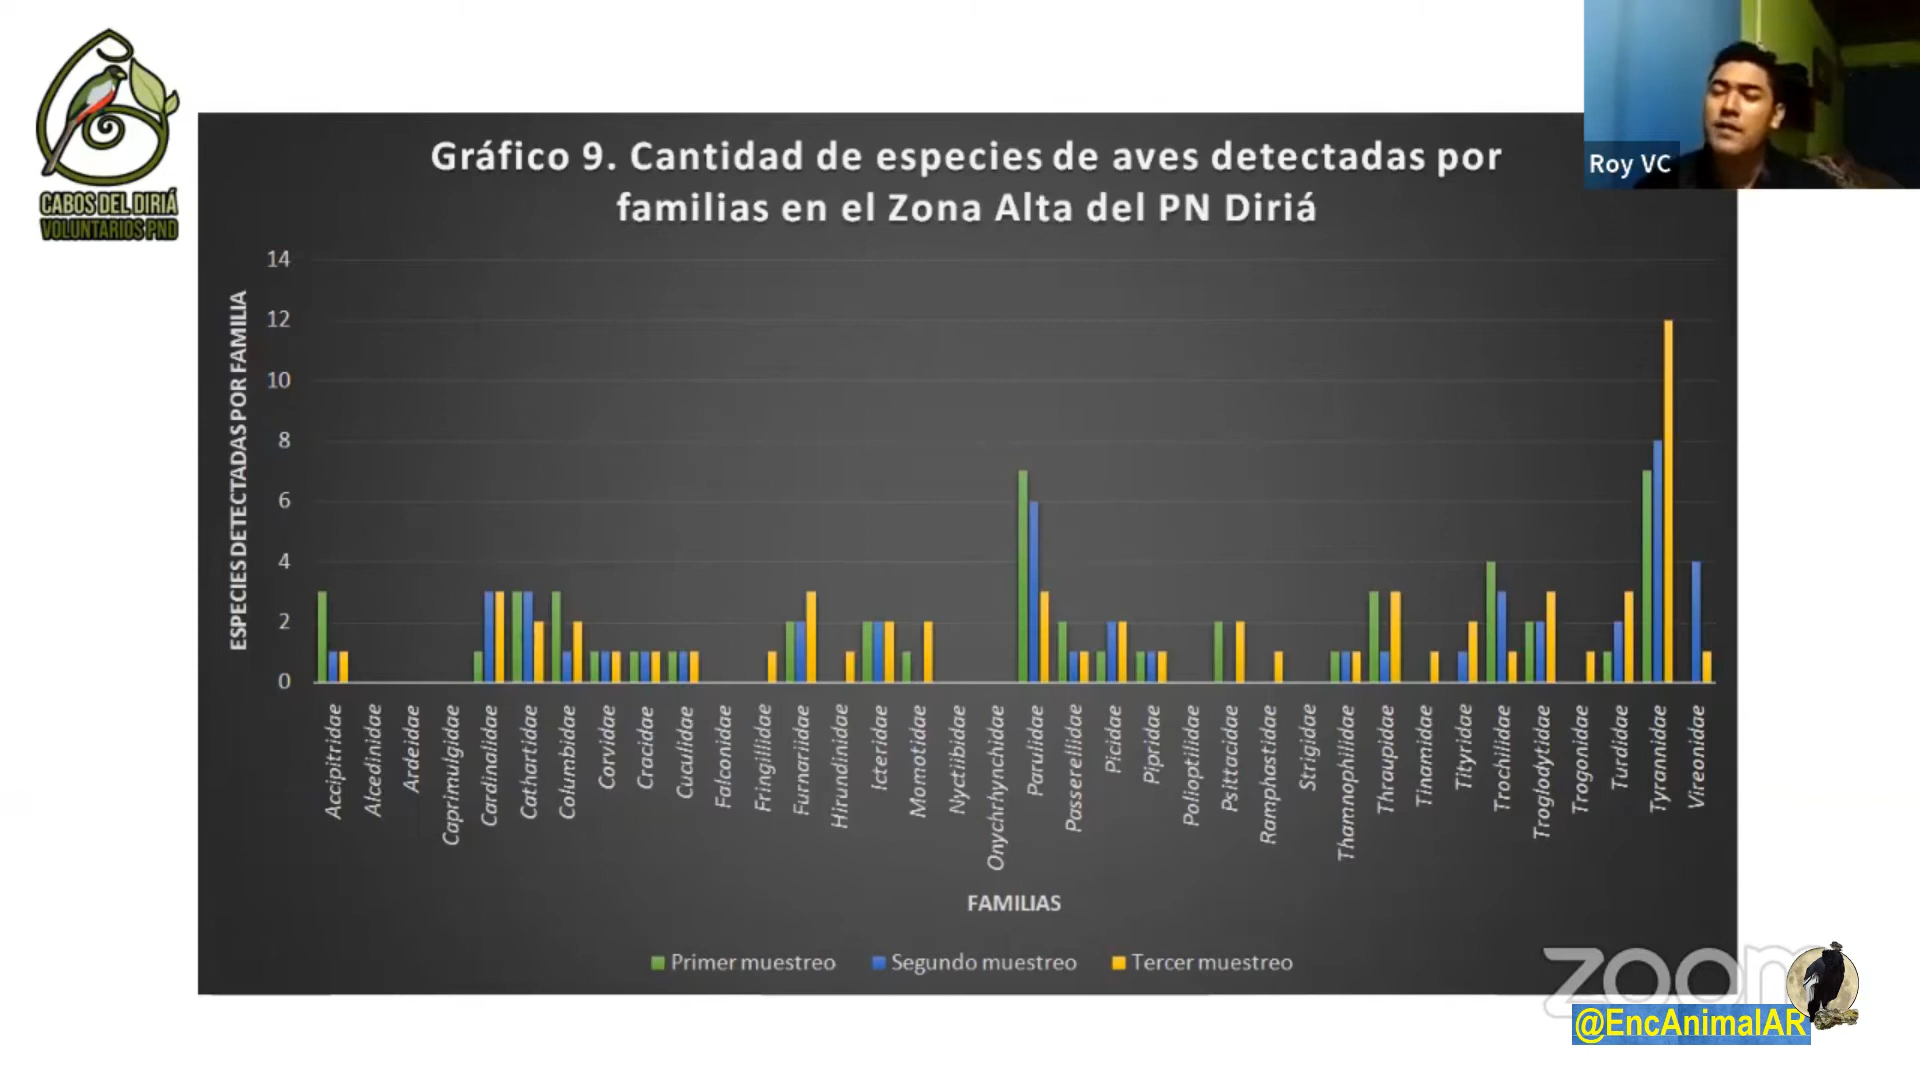 CABOS DEL DIRIÁ
VOLUNTARIOS PND
Roy VC
Gráfico 9. Cantidad de especies de aves detectadas por
familias en el Zona Alta del PN Diriá
ESPECIES DETECTADAS POR FAMILIA
14
12
10
8
6
4
2
0
Accipitridae
Alcedinidae
Ardeidae
Caprimulgidae
Cardinalidae
Cathartidae
Columbidae
Corvidae
Cracidae
Cuculidae
Falconidae
Fringillidae
Furnariidae
Hirundinidae
Icteridae
Momotidae
Nyctiibidae
Onychrhynchidae
Parulidae
Passerellidae
Picidae
Pipridae
Polioptilidae
Psittacidae
Ramphastidae
Strigidae
Thamnophilidae
Thraupidae
Tinamidae
Tityridae
Trochilidae
Troglodytidae
Trogonidae
Turdidae
Tyrannidae
Vireonidae
FAMILIAS
Primer muestreo
Segundo muestreo
Tercer muestreo
zoom
@EncAnimalAR